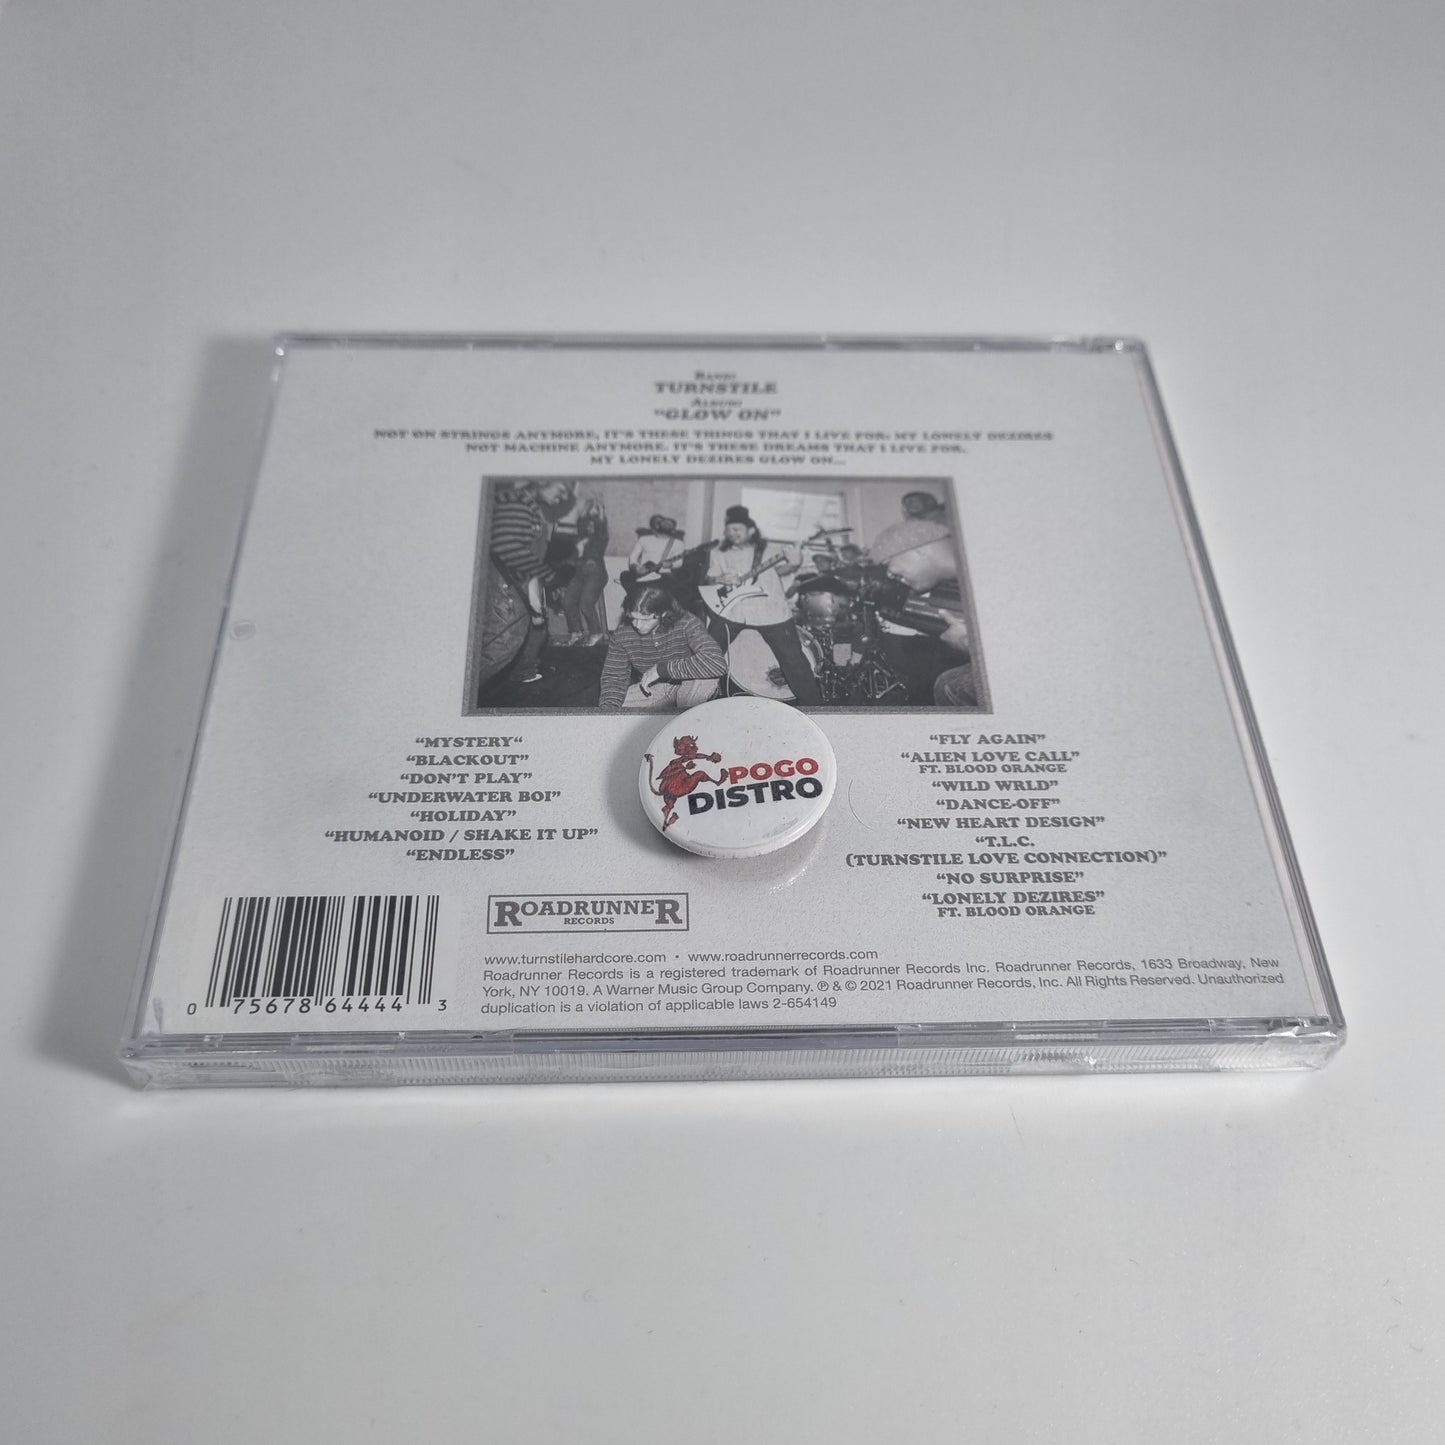 BAND:
TURNSTILE
ALBUM:
"GLOW ON"
NOT ON STRINGS ANYMORE, IT'S THESE THINGS THAT I LIVE FOR: MY LONELY DEZIRES
NOT MACHINE ANYMORE. IT'S THESE DREAMS THAT I LIVE FOR.
MY LONELY DEZIRES GLOW ON...
"MYSTERY"
"BLACKOUT"
"DON'T PLAY"
"UNDERWATER BOI"
"HOLIDAY"
"HUMANOID / SHAKE IT UP"
"ENDLESS"
POGO
DISTRO
"FLY AGAIN"
"ALIEN LOVE CALL"
FT. BLOOD ORANGE
"WILD WRLD"
"DANCE-OFF"
"NEW HEART DESIGN"
"T.L.C.
(TURNSTILE LOVE CONNECTION)"
"NO SURPRISE"
"LONELY DEZIRES"
FT. BLOOD ORANGE
ROADRUNNER
RECORDS
0 75678 64444 3
www.turnstilehardcore.com • www.roadrunnerrecords.com
Roadrunner Records is a registered trademark of Roadrunner Records Inc. Roadrunner Records, 1633 Broadway, New
York, NY 10019. A Warner Music Group Company. ℗ & © 2021 Roadrunner Records, Inc. All Rights Reserved. Unauthorized
duplication is a violation of applicable laws 2-654149